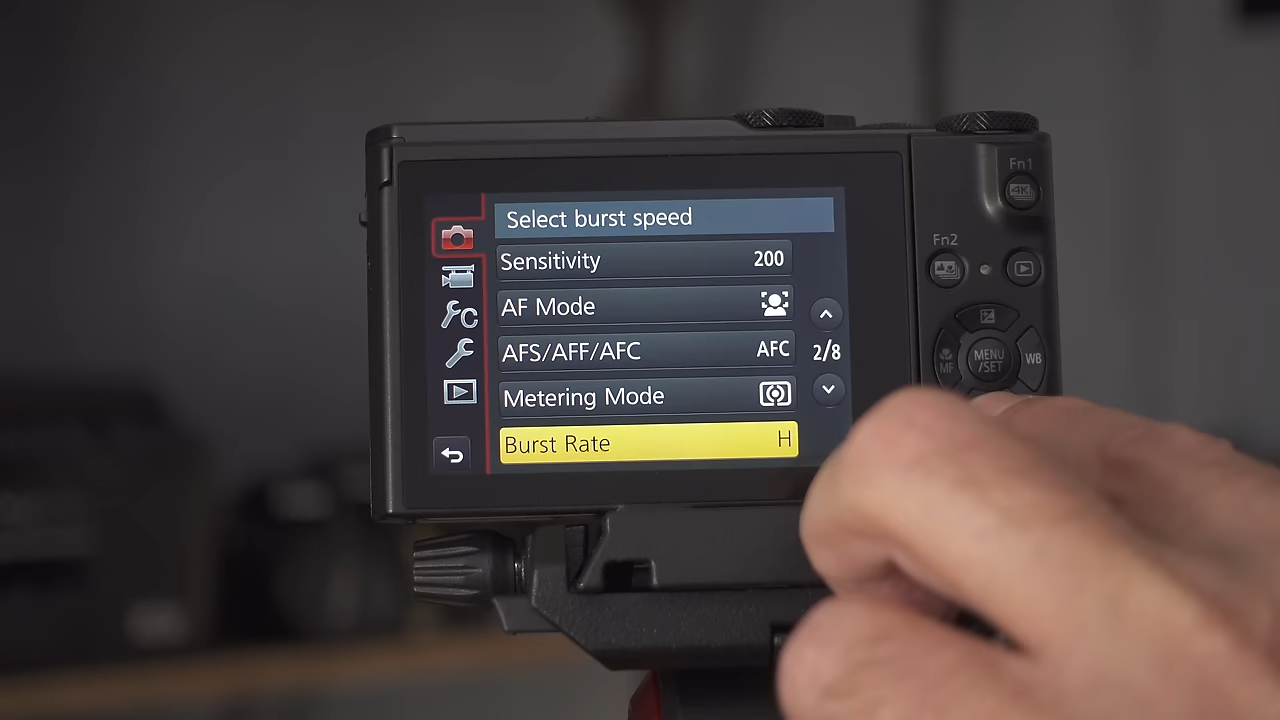 Select burst speed
Sensitivity 200
AF Mode
AFS/AFF/AFC AFC
2/8
Metering Mode
Burst Rate H
C
Fn1
4K
Fn2
MF
MENU
/SET
WB